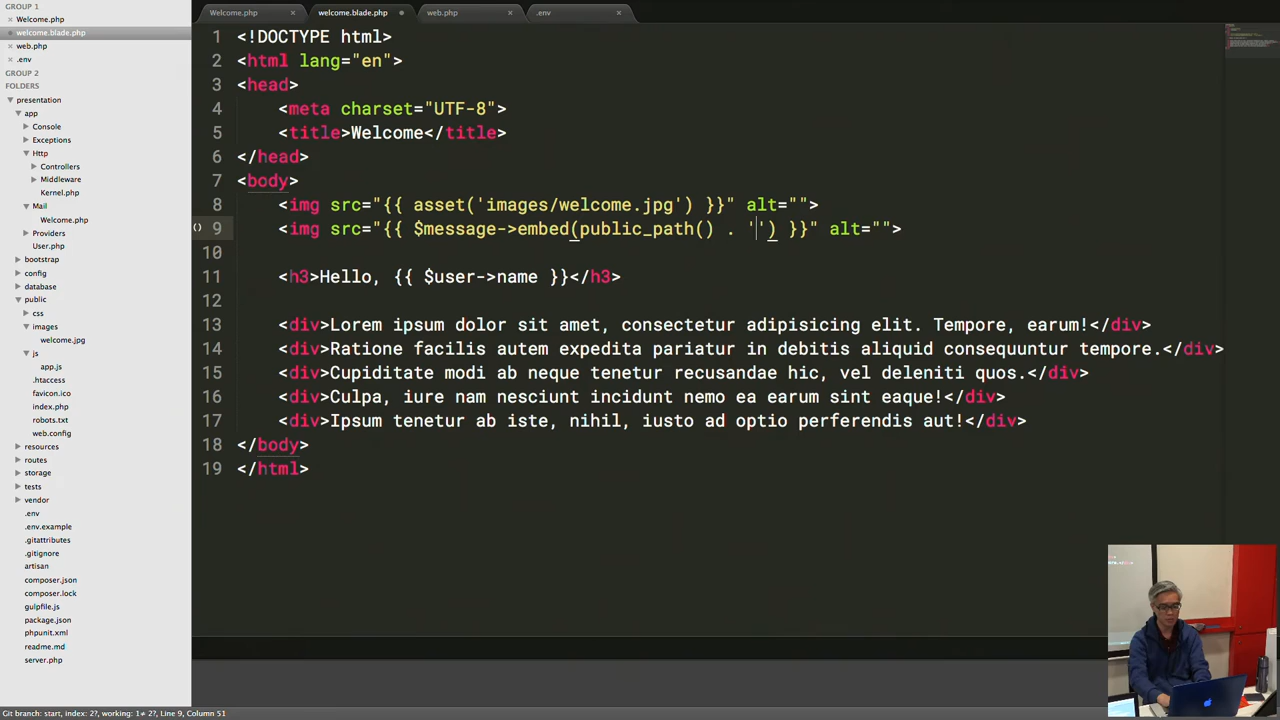 GROUP 1
Welcome.php
welcome.blade.php
web.php
.env
GROUP 2
FOLDERS
presentation
app
Console
Exceptions
Http
Controllers
Middleware
Kernel.php
Mail
Welcome.php
Providers
User.php
bootstrap
config
database
public
css
images
welcome.jpg
js
app.js
.htaccess
favicon.ico
index.php
robots.txt
web.config
resources
routes
storage
tests
vendor
.env
.env.example
.gitattributes
.gitignore
artisan
composer.json
composer.lock
gulpfile.js
package.json
phpunit.xml
readme.md
server.php
Welcome.php welcome.blade.php web.php .env
1 <!DOCTYPE html>
2 <html lang="en">
3 <head>
4 <meta charset="UTF-8">
5 <title>Welcome</title>
6 </head>
7 <body>
8 <img src="{{ asset('images/welcome.jpg') }}" alt="">
9 <img src="{{ $message->embed(public_path() . '') }}" alt="">
10
11 <h3>Hello, {{ $user->name }}</h3>
12
13 <div>Lorem ipsum dolor sit amet, consectetur adipisicing elit. Tempore, earum!</div>
14 <div>Ratione facilis autem expedita pariatur in debitis aliquid consequuntur tempore.</div>
15 <div>Cupiditate modi ab neque tenetur recusandae hic, vel deleniti quos.</div>
16 <div>Culpa, iure nam nesciunt incidunt nemo ea earum sint eaque!</div>
17 <div>Ipsum tenetur ab iste, nihil, iusto ad optio perferendis aut!</div>
18 </body>
19 </html>
Git branch: start, index: 2?, working: 1≠ 2?, Line 9, Column 51